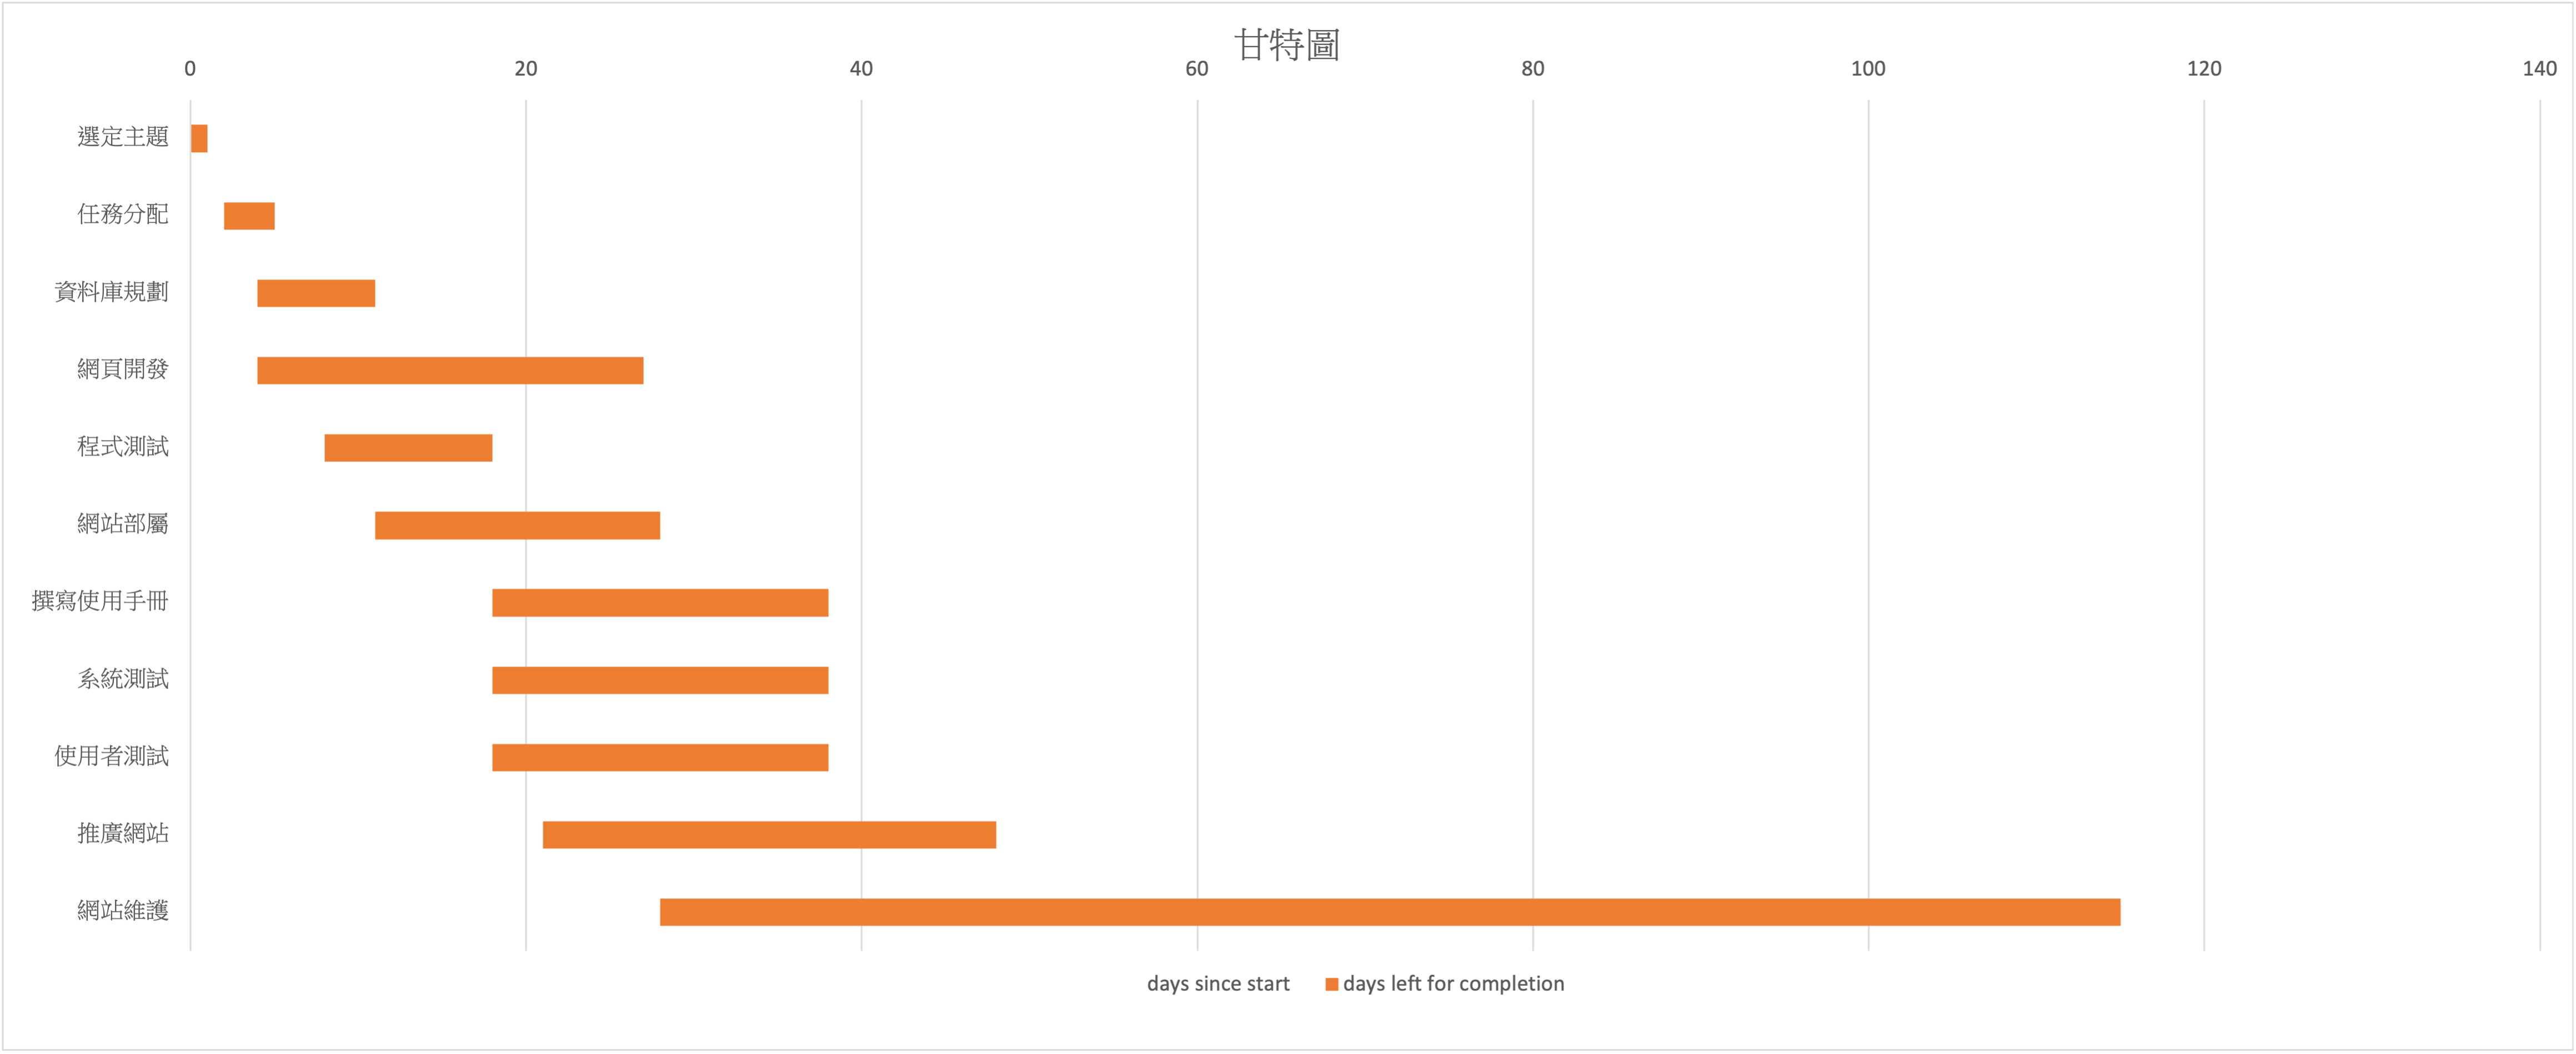 甘特圖
0 20 40 60 80 100 120 140
選定主題
任務分配
資料庫規劃
網頁開發
程式測試
網站部屬
撰寫使用手冊
系統測試
使用者測試
推廣網站
網站維護
days since start days left for completion